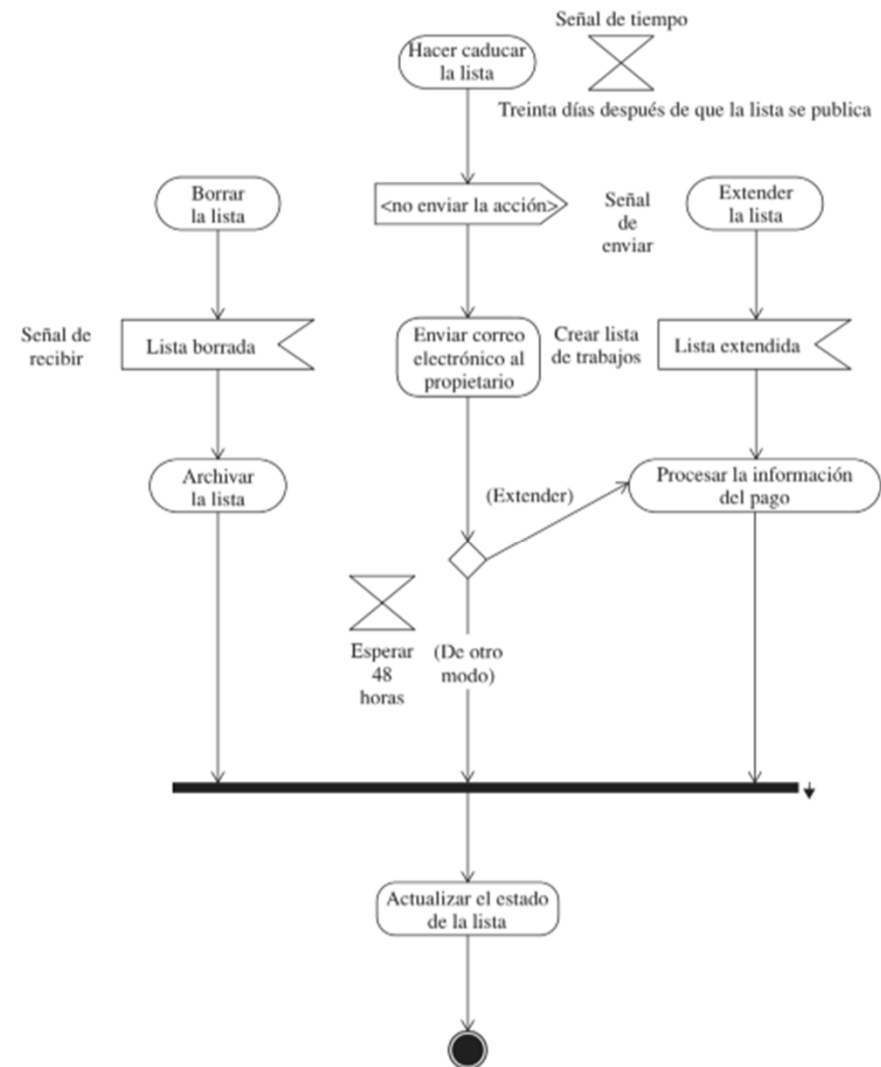 Señal de tiempo
Hacer caducar
la lista
Treinta días después de que la lista se publica
Borrar
la lista
<no enviar la acción>
Señal
de
enviar
Extender
la lista
Señal de
recibir
Lista borrada
Enviar correo
electrónico al
propietario
Crear lista
de trabajos
Lista extendida
Archivar
la lista
(Extender)
Procesar la información
del pago
Esperar
48
horas
(De otro
modo)
Actualizar el estado
de la lista